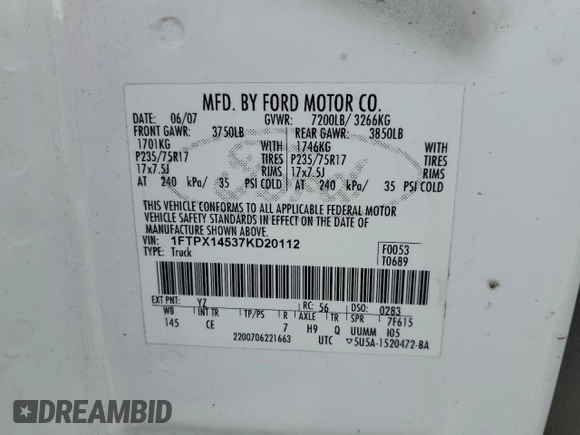 MFD. BY FORD MOTOR CO.
DATE: 06/07 GVWR: 7200LB/ 3266KG
FRONT GAWR: 3750LB REAR GAWR: 3850LB
1701KG WITH 1746KG WITH
P235/75R17 TIRES P235/75R17 TIRES
17x7.5J RIMS 17x7.5J RIMS
AT 240 kPa/ 35 PSI COLD AT 240 kPa/ 35 PSI COLD
THIS VEHICLE CONFORMS TO ALL APPLICABLE FEDERAL MOTOR
VEHICLE SAFETY STANDARDS IN EFFECT ON THE DATE OF
MANUFACTURE SHOWN ABOVE.
VIN: 1FTPX14537KD20112 F0053
TYPE: Truck T0689
EXT PNT: YZ RC: 56 DSO: 0283
WB INT TR TP/PS R AXLE TR SPR 7F615
145 CE 7 H9 Q UUMM I05
2200706221663 UTC ▽5U5A-1520472-BA
DREAMBID